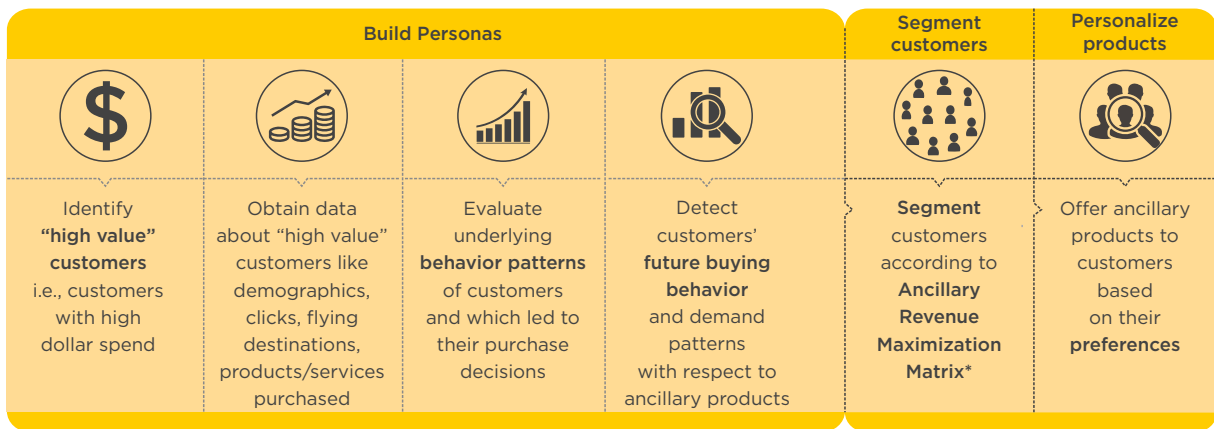 Build Personas
Segment
customers
Personalize
products
Identify
“high value”
customers
i.e., customers
with high
dollar spend
Obtain data
about “high value”
customers like
demographics,
clicks, flying
destinations,
products/services
purchased
Evaluate
underlying
behavior patterns
of customers
and which led to
their purchase
decisions
Detect
customers’
future buying
behavior
and demand
patterns
with respect to
ancillary products
Segment
customers
according to
Ancillary
Revenue
Maximization
Matrix*
Offer ancillary
products to
customers
based
on their
preferences